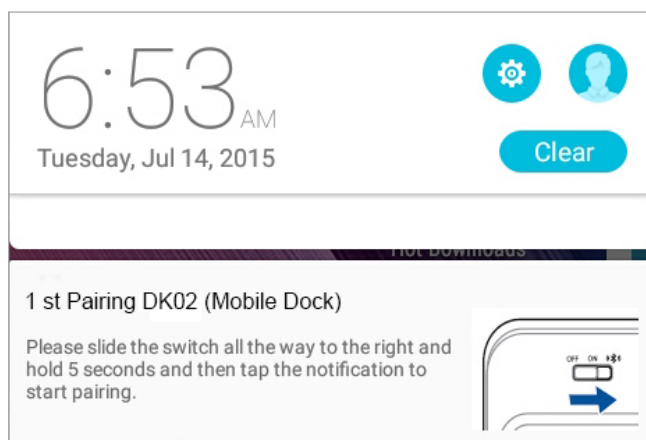 6:53 AM
Tuesday, Jul 14, 2015
Clear
Hot Downloads
1 st Pairing DK02 (Mobile Dock)
Please slide the switch all the way to the right and
hold 5 seconds and then tap the notification to
start pairing.
OFF ON